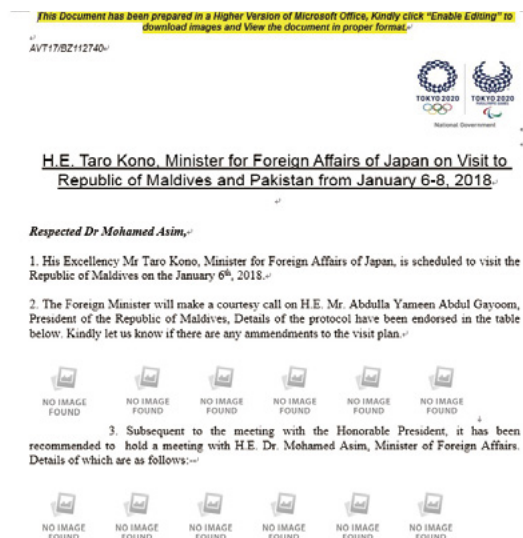 This Document has been prepared in a Higher Version of Microsoft Office, Kindly click “Enable Editing” to
download images and View the document in proper format.
AVT17/BZ112740
TOKYO 2020 TOKYO 2020
PARALYMPIC GAMES
National Government
H.E. Taro Kono, Minister for Foreign Affairs of Japan on Visit to
Republic of Maldives and Pakistan from January 6-8, 2018
Respected Dr Mohamed Asim,
1. His Excellency Mr Taro Kono, Minister for Foreign Affairs of Japan, is scheduled to visit the
Republic of Maldives on the January 6th, 2018.
2. The Foreign Minister will make a courtesy call on H.E. Mr. Abdulla Yameen Abdul Gayoom,
President of the Republic of Maldives, Details of the protocol have been endorsed in the table
below. Kindly let us know if there are any ammendments to the visit plan.
NO IMAGE NO IMAGE NO IMAGE NO IMAGE NO IMAGE NO IMAGE
FOUND FOUND FOUND FOUND FOUND FOUND
3. Subsequent to the meeting with the Honorable President, it has been
recommended to hold a meeting with H.E. Dr. Mohamed Asim, Minister of Foreign Affairs.
Details of which are as follows:--
NO IMAGE NO IMAGE NO IMAGE NO IMAGE NO IMAGE NO IMAGE
FOUND FOUND FOUND FOUND FOUND FOUND